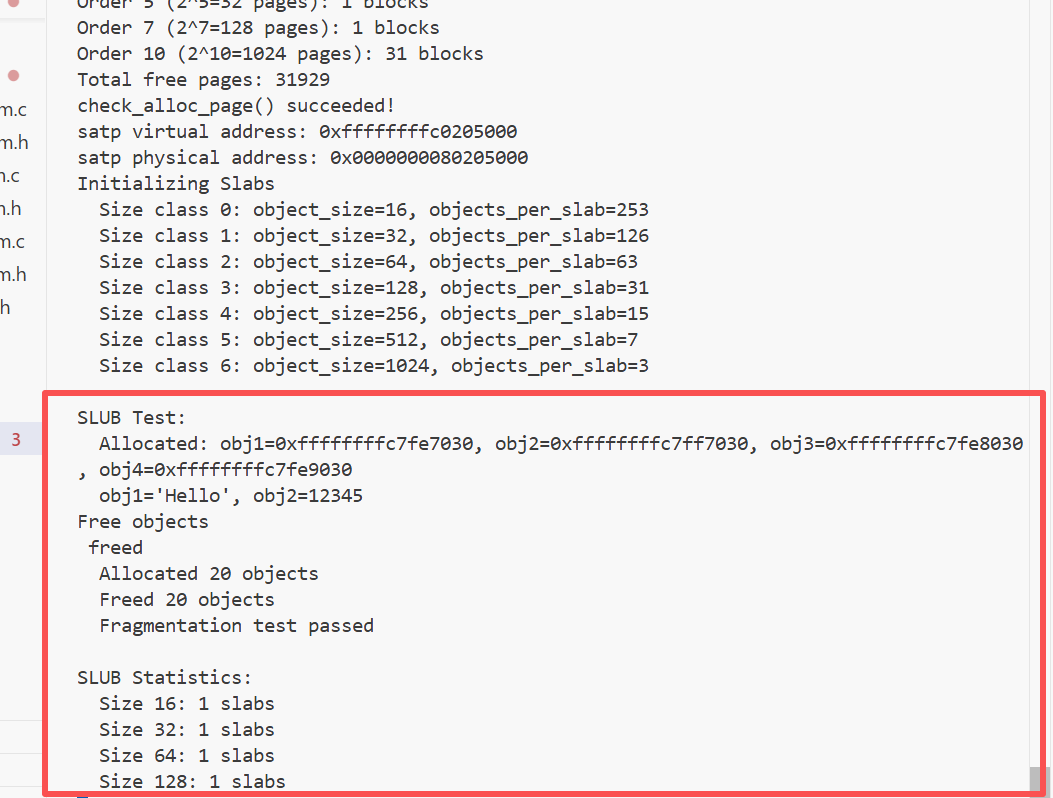 Order 5 (2^5=32 pages): 1 blocks
Order 7 (2^7=128 pages): 1 blocks
Order 10 (2^10=1024 pages): 31 blocks
Total free pages: 31929
check_alloc_page() succeeded!
satp virtual address: 0xffffffffc0205000
satp physical address: 0x0000000080205000
Initializing Slabs
Size class 0: object_size=16, objects_per_slab=253
Size class 1: object_size=32, objects_per_slab=126
Size class 2: object_size=64, objects_per_slab=63
Size class 3: object_size=128, objects_per_slab=31
Size class 4: object_size=256, objects_per_slab=15
Size class 5: object_size=512, objects_per_slab=7
Size class 6: object_size=1024, objects_per_slab=3
SLUB Test:
Allocated: obj1=0xffffffffc7fe7030, obj2=0xffffffffc7ff7030, obj3=0xffffffffc7fe8030
, obj4=0xffffffffc7fe9030
obj1='Hello', obj2=12345
Free objects
freed
Allocated 20 objects
Freed 20 objects
Fragmentation test passed
SLUB Statistics:
Size 16: 1 slabs
Size 32: 1 slabs
Size 64: 1 slabs
Size 128: 1 slabs
m.c
m.h
n.c
n.h
m.c
m.h
h
3